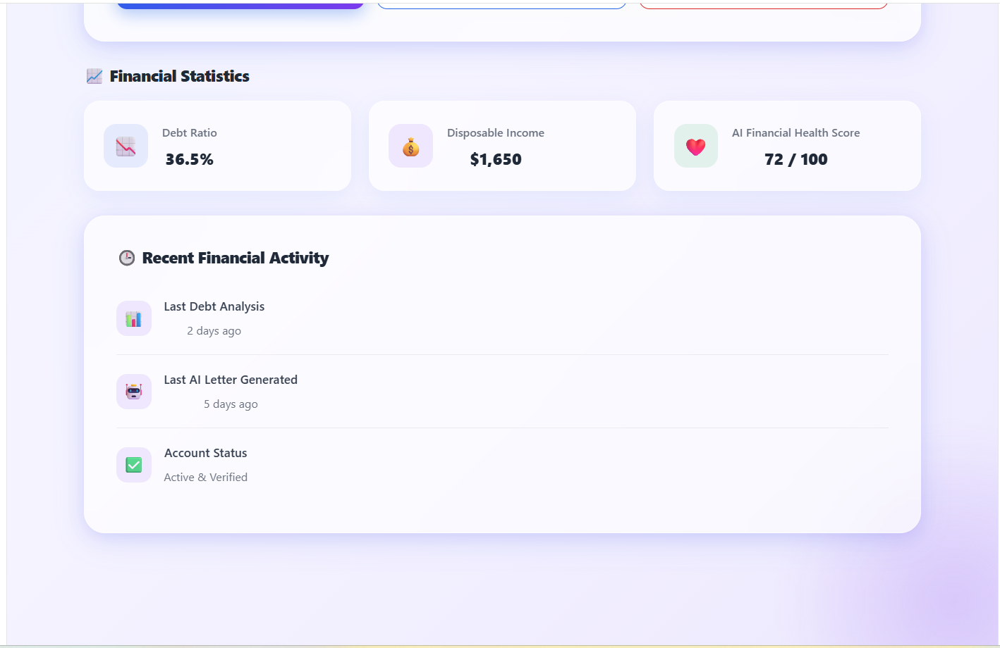 Financial Statistics
Debt Ratio
36.5%
Disposable Income
$1,650
AI Financial Health Score
72 / 100
Recent Financial Activity
Last Debt Analysis
2 days ago
Last AI Letter Generated
5 days ago
Account Status
Active & Verified